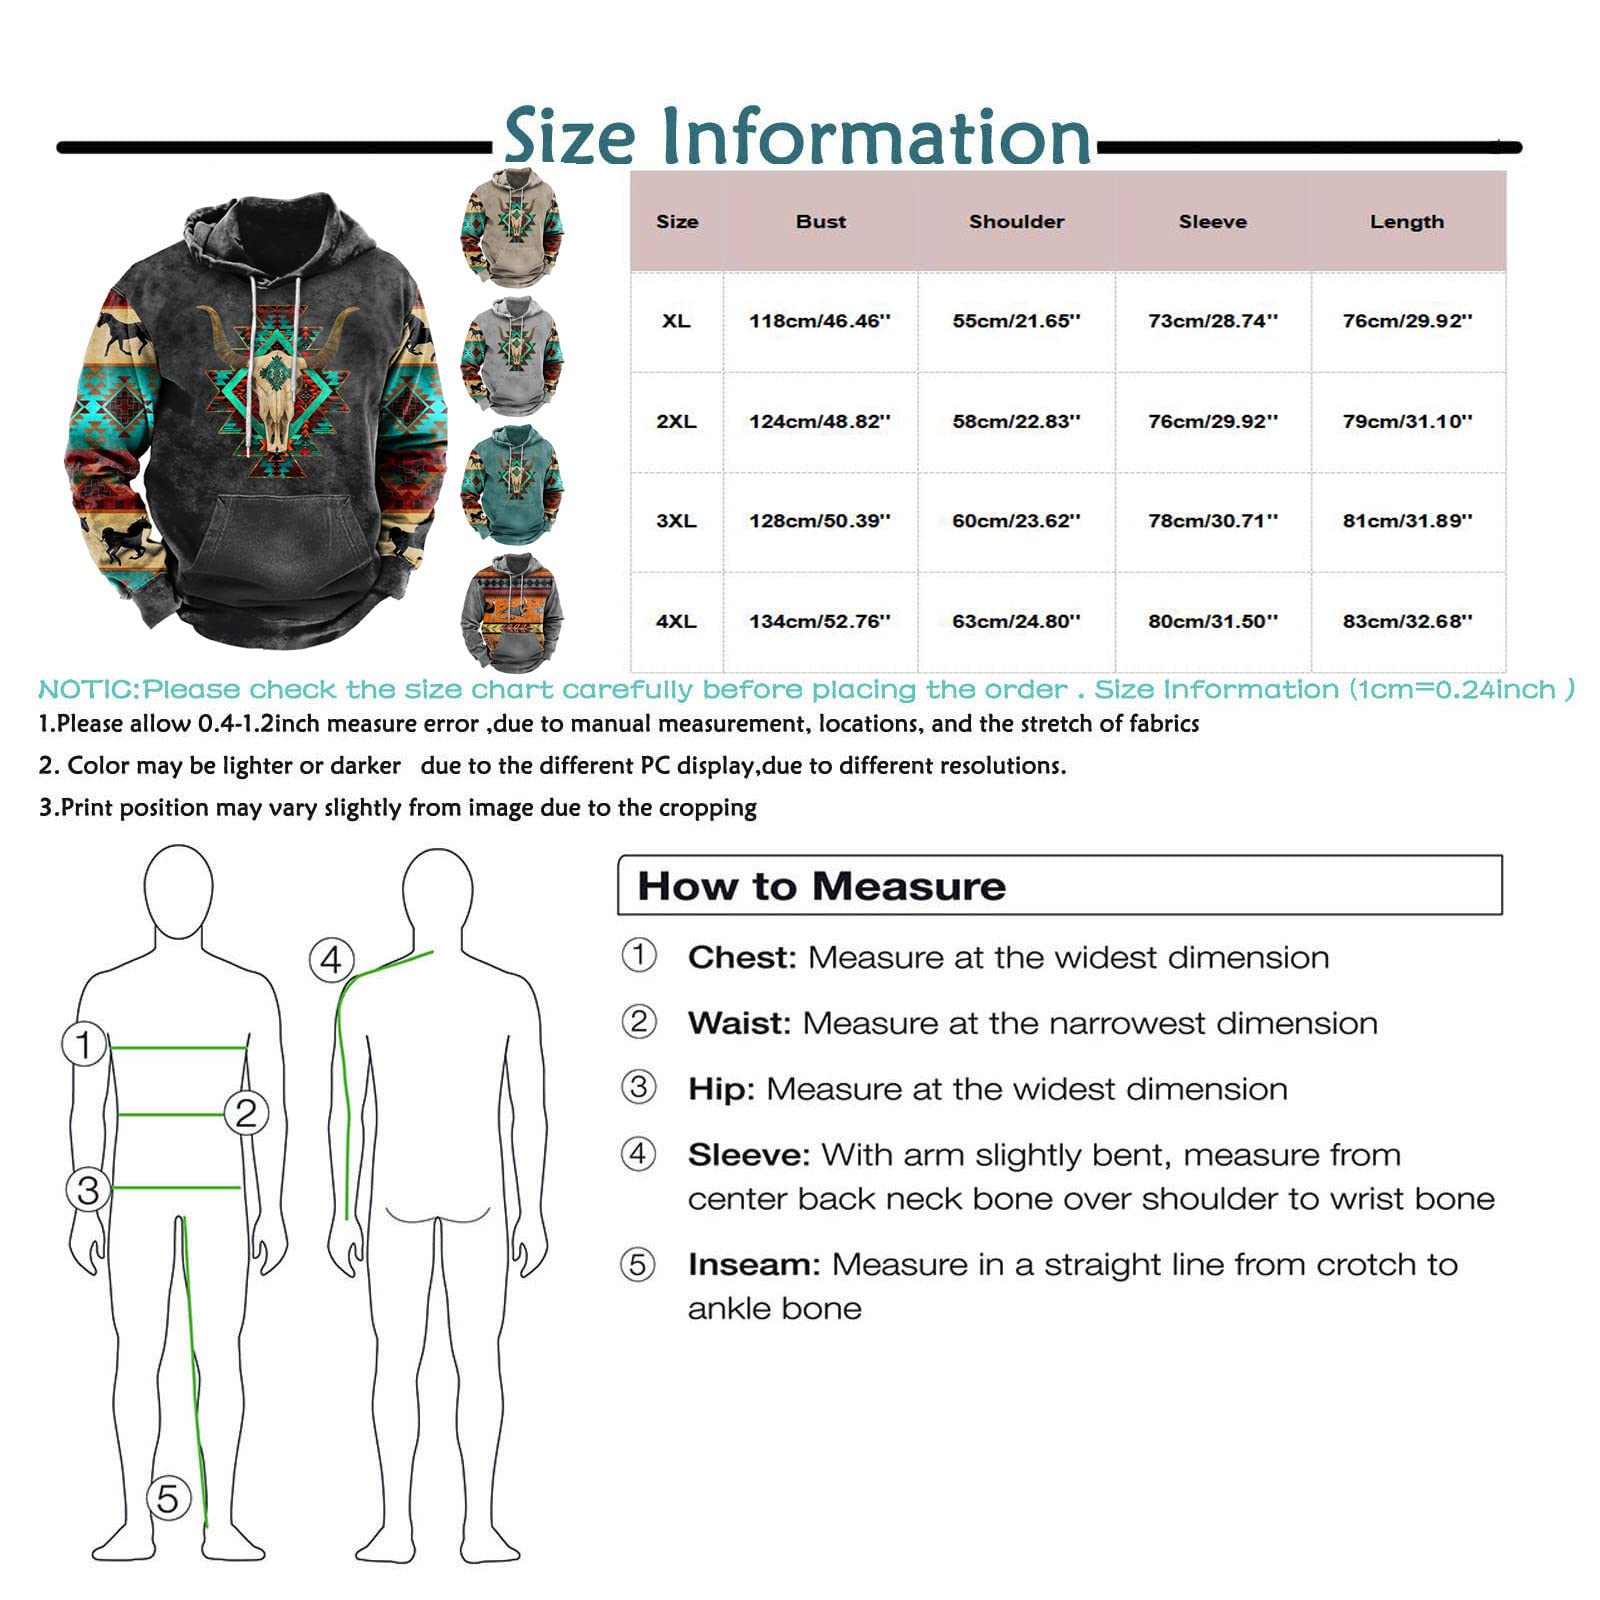 Size Information
Size Bust Shoulder Sleeve Length
XL 118cm/46.46'' 55cm/21.65'' 73cm/28.74'' 76cm/29.92''
2XL 124cm/48.82'' 58cm/22.83'' 76cm/29.92'' 79cm/31.10''
3XL 128cm/50.39'' 60cm/23.62'' 78cm/30.71'' 81cm/31.89''
4XL 134cm/52.76'' 63cm/24.80'' 80cm/31.50'' 83cm/32.68''
NOTIC:Please check the size chart carefully before placing the order . Size Information (1cm=0.24inch )
1.Please allow 0.4-1.2inch measure error ,due to manual measurement, locations, and the stretch of fabrics
2. Color may be lighter or darker due to the different PC display,due to different resolutions.
3.Print position may vary slightly from image due to the cropping
1
2
3
4
5
How to Measure
1 Chest: Measure at the widest dimension
2 Waist: Measure at the narrowest dimension
3 Hip: Measure at the widest dimension
4 Sleeve: With arm slightly bent, measure from
center back neck bone over shoulder to wrist bone
5 Inseam: Measure in a straight line from crotch to
ankle bone